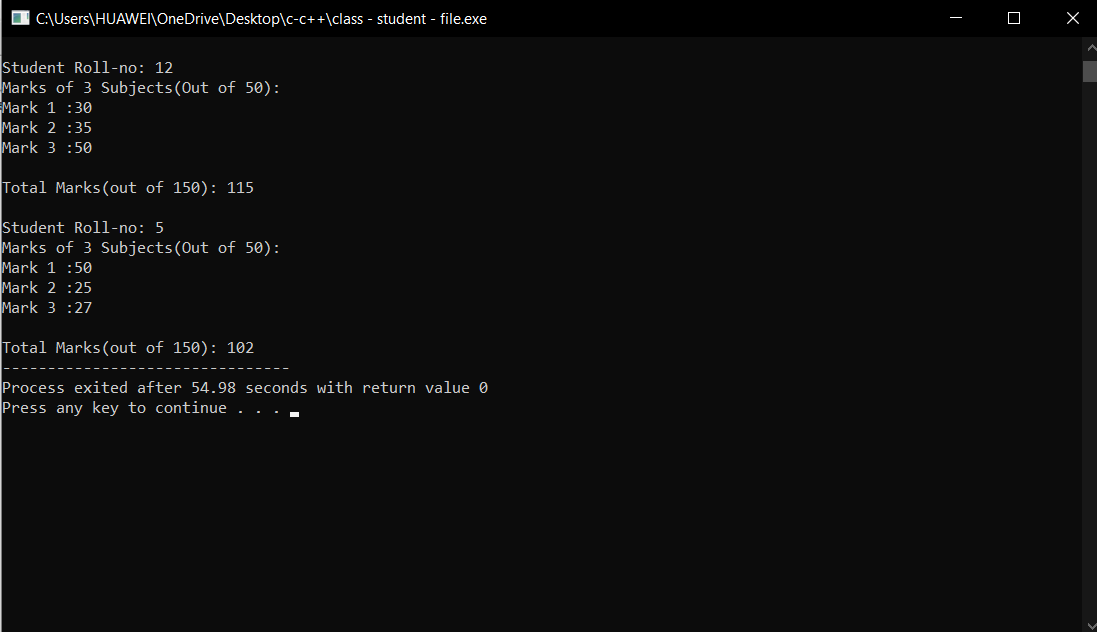 C:\Users\HUAWEI\OneDrive\Desktop\c-c++\class - student - file.exe
Student Roll-no: 12
Marks of 3 Subjects(Out of 50):
Mark 1 :30
Mark 2 :35
Mark 3 :50
Total Marks(out of 150): 115
Student Roll-no: 5
Marks of 3 Subjects(Out of 50):
Mark 1 :50
Mark 2 :25
Mark 3 :27
Total Marks(out of 150): 102
--------------------------------
Process exited after 54.98 seconds with return value 0
Press any key to continue . . .